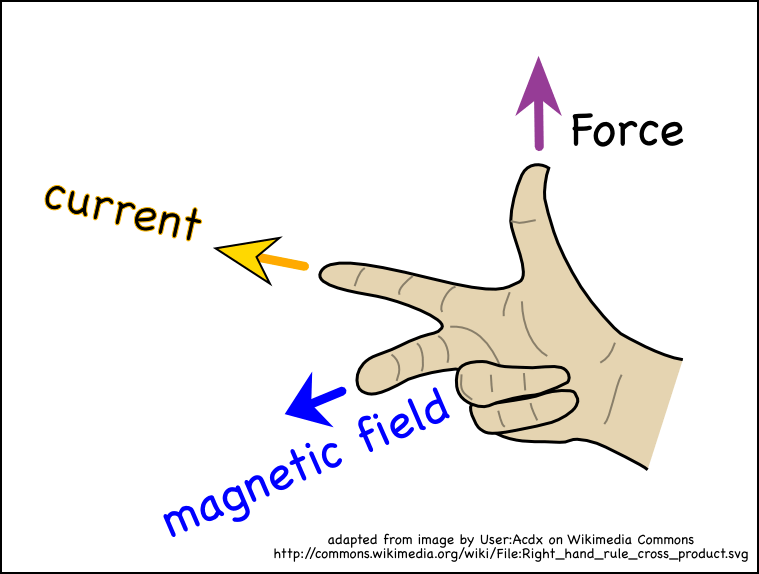 Force
current
magnetic field
adapted from image by User:Acdx on Wikimedia Commons
http://commons.wikimedia.org/wiki/File:Right_hand_rule_cross_product.svg